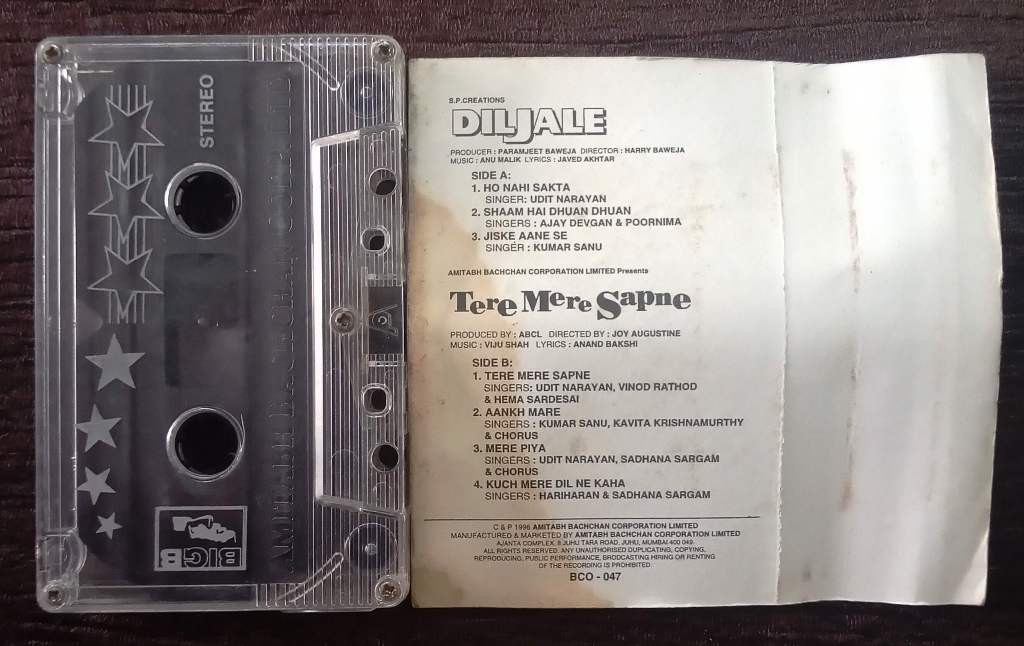 STEREO
A
BIG B
AMITABH BACHCHAN CORP. LTD.
S.P.CREATIONS
DILJALE
PRODUCER : PARAMJEET BAWEJA DIRECTOR : HARRY BAWEJA
MUSIC : ANU MALIK LYRICS : JAVED AKHTAR
SIDE A:
1. HO NAHI SAKTA
SINGER: UDIT NARAYAN
2. SHAAM HAI DHUAN DHUAN
SINGERS : AJAY DEVGAN & POORNIMA
3. JISKE AANE SE
SINGER : KUMAR SANU
AMITABH BACHCHAN CORPORATION LIMITED Presents
Tere Mere Sapne
PRODUCED BY : ABCL DIRECTED BY : JOY AUGUSTINE
MUSIC : VIJU SHAH LYRICS : ANAND BAKSHI
SIDE B:
1. TERE MERE SAPNE
SINGERS: UDIT NARAYAN, VINOD RATHOD
& HEMA SARDESAI
2. AANKH MARE
SINGERS : KUMAR SANU, KAVITA KRISHNAMURTHY
& CHORUS
3. MERE PIYA
SINGERS : UDIT NARAYAN, SADHANA SARGAM
& CHORUS
4. KUCH MERE DIL NE KAHA
SINGERS : HARIHARAN & SADHANA SARGAM
C & P 1996 AMITABH BACHCHAN CORPORATION LIMITED
MANUFACTURED & MARKETED BY AMITABH BACHCHAN CORPORATION LIMITED
AJANTA COMPLEX, 8 JUHU TARA ROAD, JUHU, MUMBAI 400 049.
ALL RIGHTS RESERVED. ANY UNAUTHORISED DUPLICATING, COPYING,
REPRODUCING, PUBLIC PERFORMANCE, BRODCASTING HIRING OR RENTING
OF THE RECORDING IS PROHIBITED.
BCO - 047